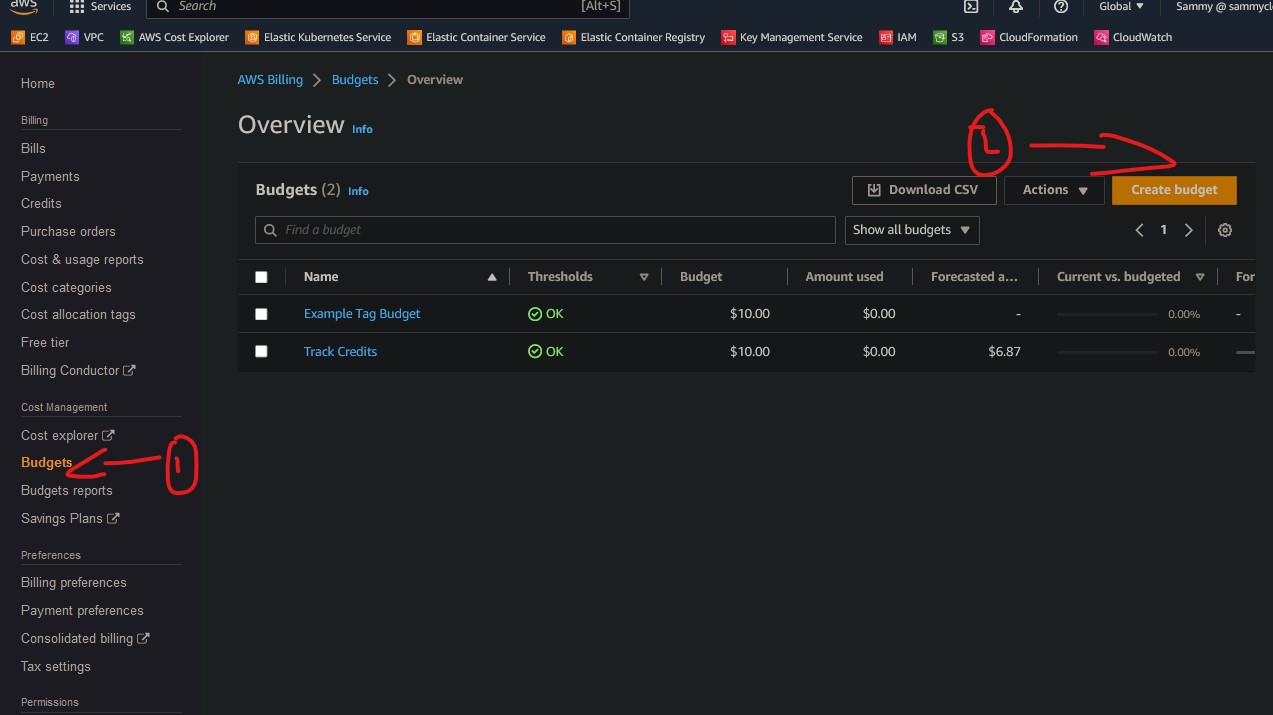 aws
Services
Search
[Alt+S]
Global
Sammy @ sammycl
EC2
VPC
AWS Cost Explorer
Elastic Kubernetes Service
Elastic Container Service
Elastic Container Registry
Key Management Service
IAM
S3
CloudFormation
CloudWatch
Home
Billing
Bills
Payments
Credits
Purchase orders
Cost & usage reports
Cost categories
Cost allocation tags
Free tier
Billing Conductor
Cost Management
Cost explorer
Budgets
1
Budgets reports
Savings Plans
Preferences
Billing preferences
Payment preferences
Consolidated billing
Tax settings
Permissions
AWS Billing > Budgets > Overview
Overview Info
Budgets (2) Info
Download CSV
Actions
Create budget
Find a budget
Show all budgets
1
Name Thresholds Budget Amount used Forecasted a... Current vs. budgeted For
Example Tag Budget OK $10.00 $0.00 - 0.00% -
Track Credits OK $10.00 $0.00 $6.87 0.00%